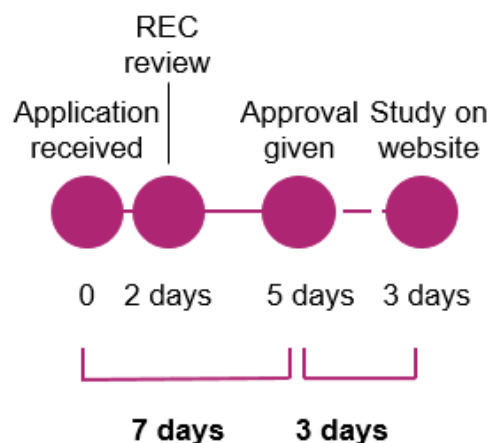 REC
review
Application
received
Approval
given
Study on
website
0
2 days
5 days
3 days
7 days
3 days